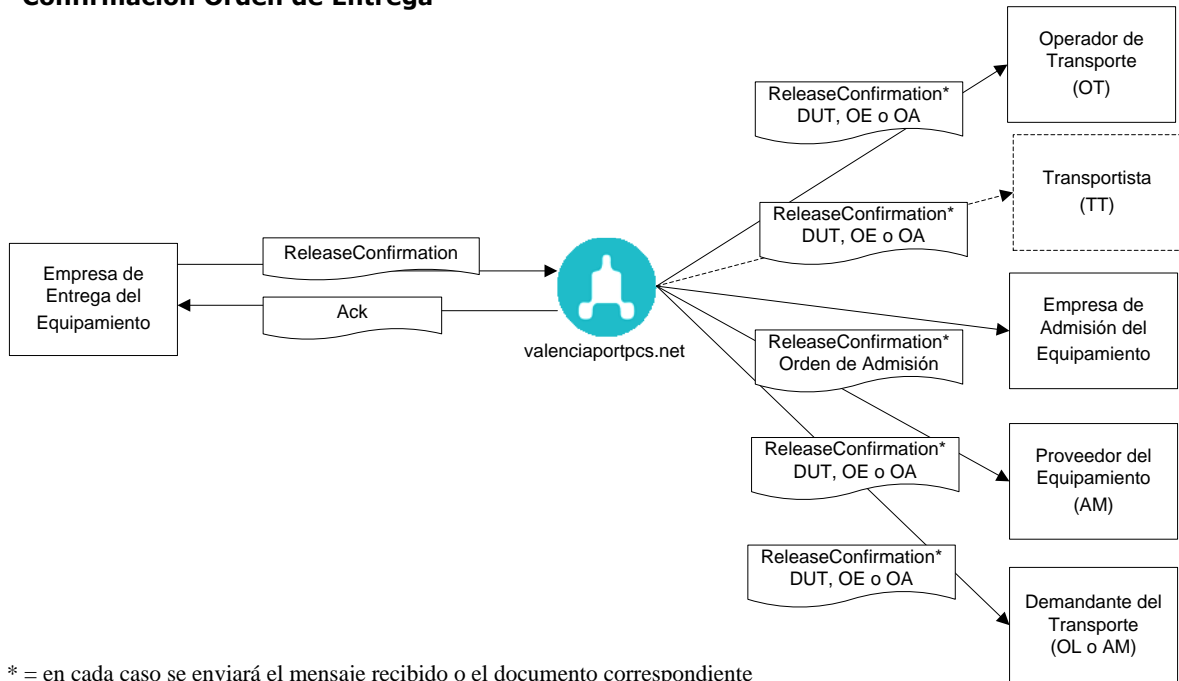 Confirmación Orden de Entrega
Operador de
Transporte
(OT)
ReleaseConfirmation*
DUT, OE o OA
Transportista
(TT)
ReleaseConfirmation*
DUT, OE o OA
ReleaseConfirmation
Empresa de
Entrega del
Equipamiento
Ack
valenciaportpcs.net
Empresa de
Admisión del
Equipamiento
ReleaseConfirmation*
Orden de Admisión
ReleaseConfirmation*
DUT, OE o OA
Proveedor del
Equipamiento
(AM)
ReleaseConfirmation*
DUT, OE o OA
Demandante del
Transporte
(OL o AM)
* = en cada caso se enviará el mensaje recibido o el documento correspondiente